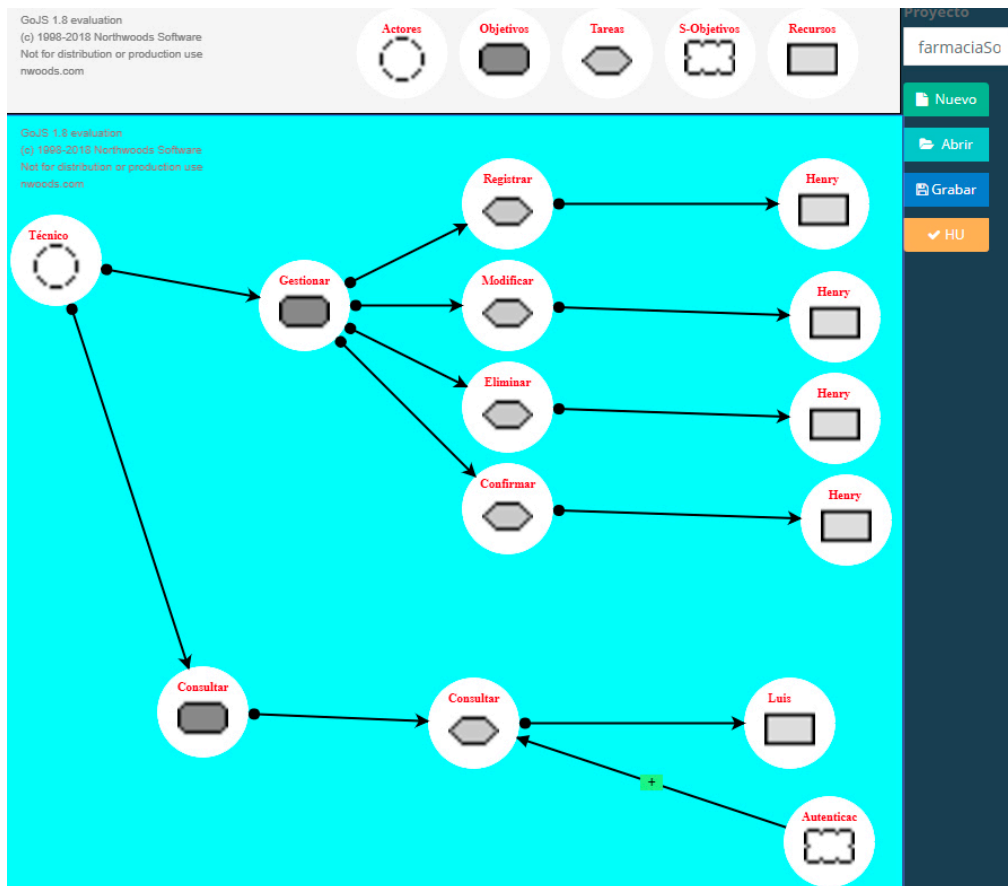 GoJS 1.8 evaluation
(c) 1998-2018 Northwoods Software
Not for distribution or production use
nwoods.com
Actores
Objetivos
Tareas
S-Objetivos
Recursos
Proyecto
farmaciaSo
Nuevo
Abrir
Grabar
HU
GoJS 1.8 evaluation
(c) 1998-2018 Northwoods Software
Not for distribution or production use
nwoods.com
Técnico
Gestionar
Registrar
Henry
Modificar
Henry
Eliminar
Henry
Confirmar
Henry
Consultar
Consultar
Luis
+
Autenticac